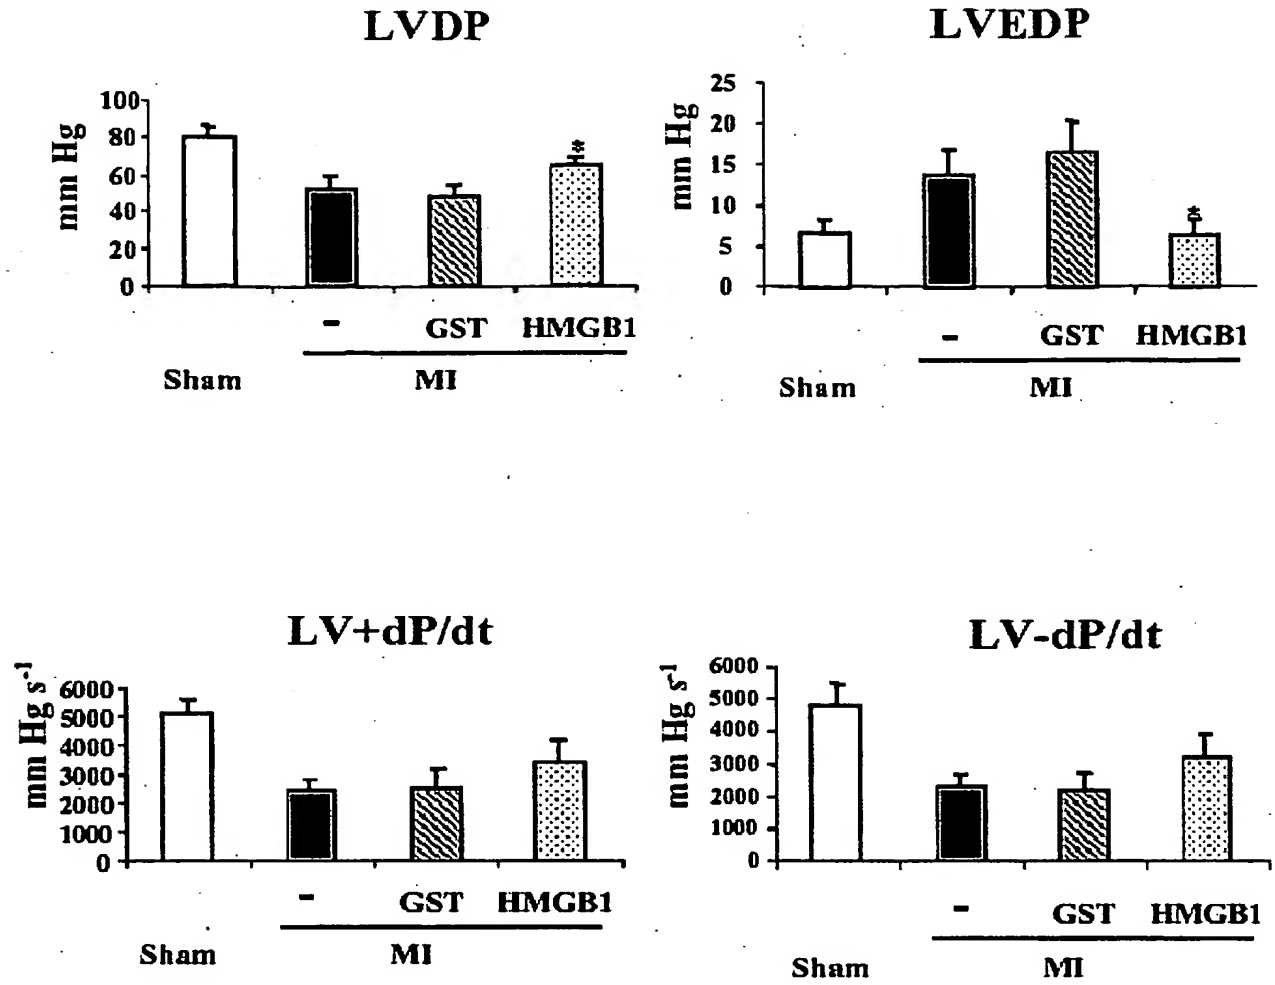 LVDP
mm Hg
100
80
60
40
20
0
*
- GST HMGB1
Sham MI
LVEDP
mm Hg
25
20
15
10
5
0
*
- GST HMGB1
Sham MI
LV+dP/dt
mm Hg s-1
6000
5000
4000
3000
2000
1000
0
- GST HMGB1
Sham MI
LV-dP/dt
mm Hg s-1
6000
5000
4000
3000
2000
1000
0
- GST HMGB1
Sham MI